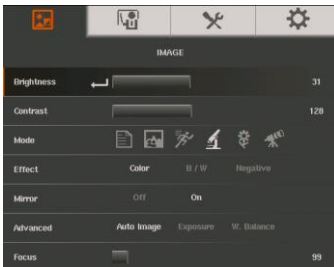 IMAGE
Brightness 31
Contrast 128
Mode
Effect Color B / W Negative
Mirror Off On
Advanced Auto Image Exposure W. Balance
Focus 99